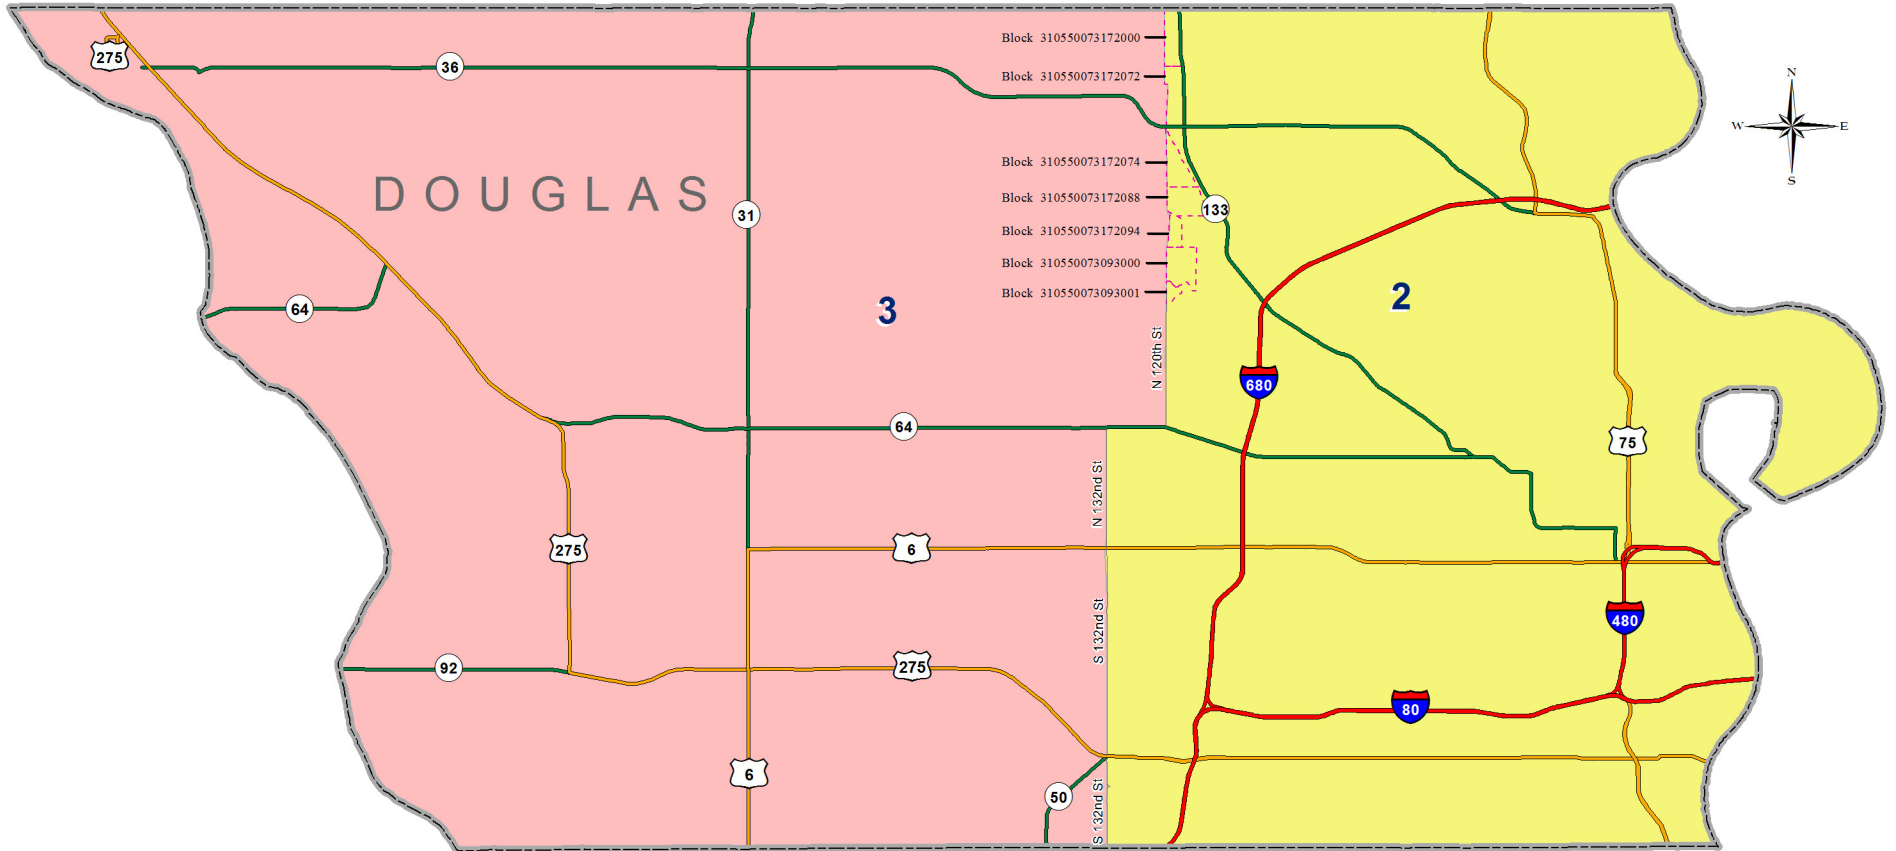 275
36
Block 310550073172000
Block 310550073172072
N
W
E
S
DOUGLAS
31
Block 310550073172074
Block 310550073172088
133
Block 310550073172094
Block 310550073093000
Block 310550073093001
64
3
2
N 120th St
680
64
75
N 132nd St
275
6
S 132nd St
480
92
275
80
6
50
S 132nd St